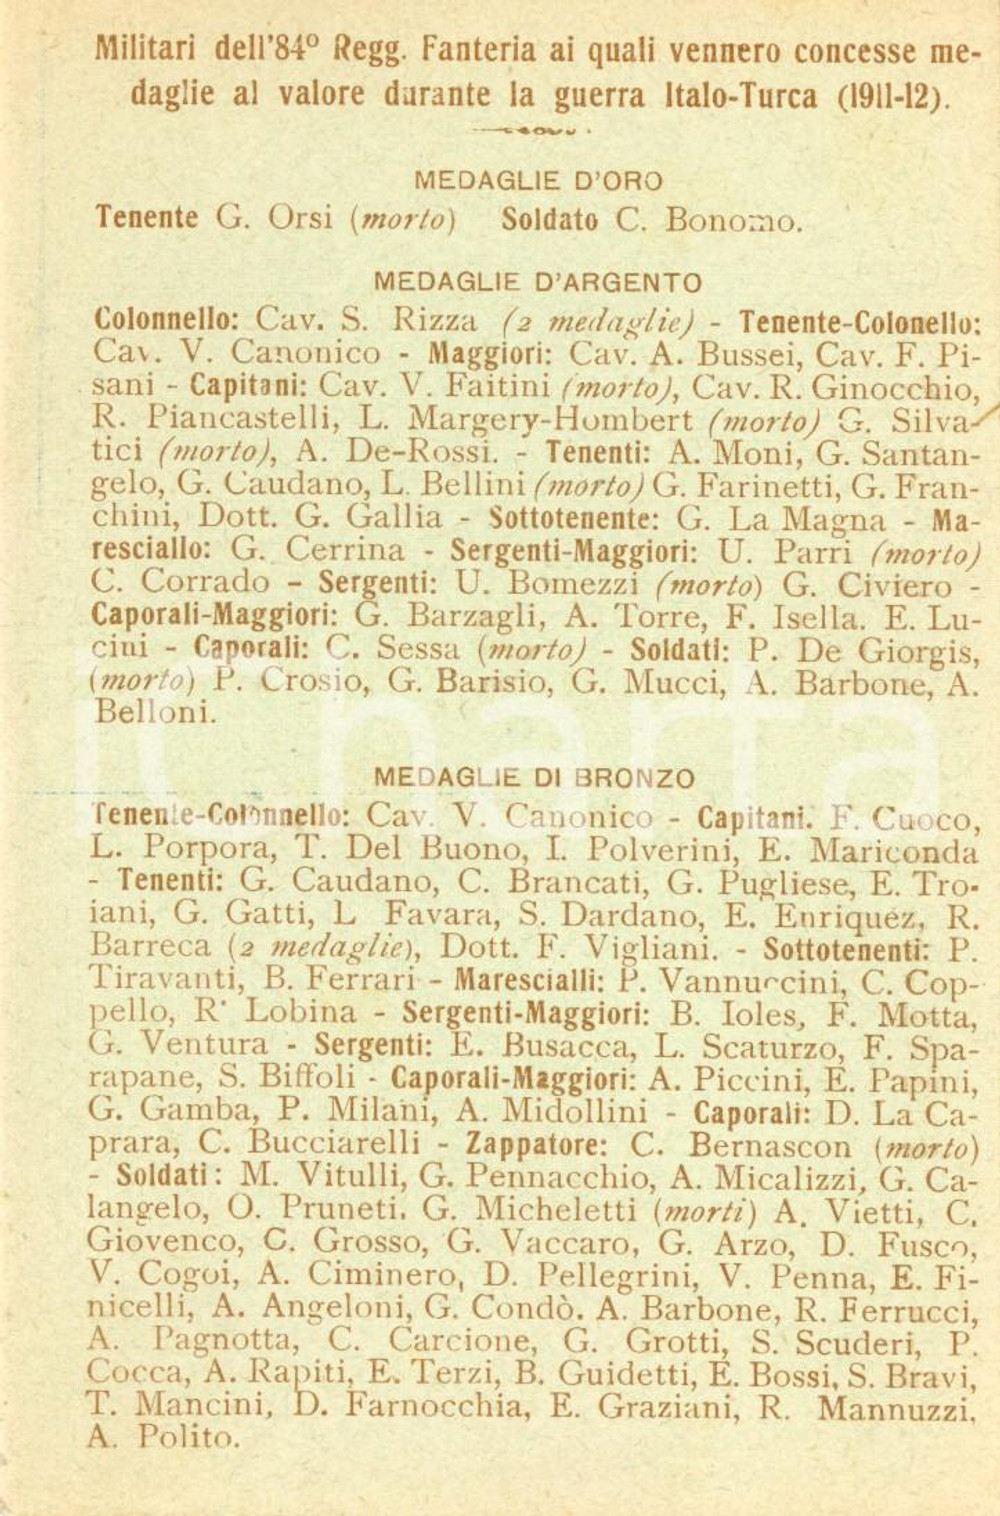 Militari dell'84º Regg. Fanteria ai quali vennero concesse me-
daglie al valore durante la guerra Italo-Turca (1911-12).
MEDAGLIE D'ORO
Tenente G. Orsi (morto) Soldato C. Bonomo.
MEDAGLIE D'ARGENTO
Colonnello: Cav. S. Rizza (2 medaglie) - Tenente-Colonello:
Cav. V. Canonico - Maggiori: Cav. A. Bussei, Cav. F. Pi-
sani - Capitani: Cav. V. Faitini (morto), Cav. R. Ginocchio,
R. Piancastelli, L. Margery-Hombert (morto) G. Silva-
tici (morto), A. De-Rossi. - Tenenti: A. Moni, G. Santan-
gelo, G. Caudano, L. Bellini (morto) G. Farinetti, G. Fran-
chini, Dott. G. Gallia - Sottotenente: G. La Magna - Ma-
resciallo: G. Cerrina - Sergenti-Maggiori: U. Parri (morto)
C. Corrado - Sergenti: U. Bomezzi (morto) G. Civiero -
Caporali-Maggiori: G. Barzagli, A. Torre, F. Isella. E. Lu-
cini - Caporali: C. Sessa (morto) - Soldati: P. De Giorgis,
(morto) P. Crosio, G. Barisio, G. Mucci, A. Barbone, A.
Belloni.
MEDAGLIE DI BRONZO
Tenente-Colonnello: Cav. V. Canonico - Capitani. F. Cuoco,
L. Porpora, T. Del Buono, I. Polverini, E. Mariconda
- Tenenti: G. Caudano, C. Brancati, G. Pugliese, E. Tro-
iani, G. Gatti, L Favara, S. Dardano, E. Enriquéz, R.
Barreca (2 medaglie), Dott. F. Vigliani. - Sottotenenti: P.
Tiravanti, B. Ferrari - Marescialli: P. Vannuccini, C. Cop-
pello, R' Lobina - Sergenti-Maggiori: B. Ioles, F. Motta,
G. Ventura - Sergenti: E. Busacca, L. Scaturzo, F. Spa-
rapane, S. Biffoli - Caporali-Maggiori: A. Piccini, E. Papini,
G. Gamba, P. Milani, A. Midollini - Caporali: D. La Ca-
prara, C. Bucciarelli - Zappatore: C. Bernascon (morto)
- Soldati: M. Vitulli, G. Pennacchio, A. Micalizzi, G. Ca-
langelo, O. Pruneti. G. Micheletti (morti) A. Vietti, C.
Giovenco, C. Grosso, G. Vaccaro, G. Arzo, D. Fusco,
V. Cogoi, A. Ciminero, D. Pellegrini, V. Penna, E. Fi-
nicelli, A. Angeloni, G. Condò. A. Barbone, R. Ferrucci,
A. Pagnotta, C. Carcione, G. Grotti, S. Scuderi, P.
Cocca, A. Rapiti, E. Terzi, B. Guidetti, E. Bossi, S. Bravi,
T. Mancini, D. Farnocchia, E. Graziani, R. Mannuzzi,
A. Polito.